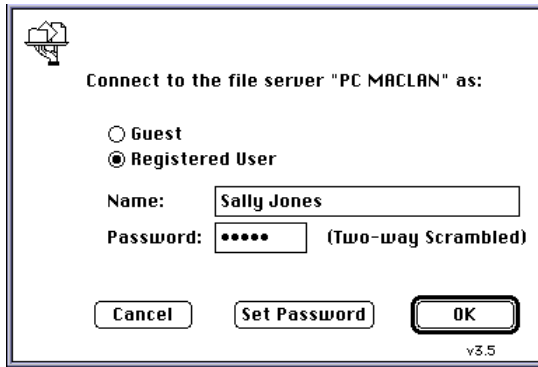 Connect to the file server "PC MACLAN" as:
Guest
Registered User
Name: Sally Jones
Password: ••••• (Two-way Scrambled)
Cancel Set Password OK
v3.5